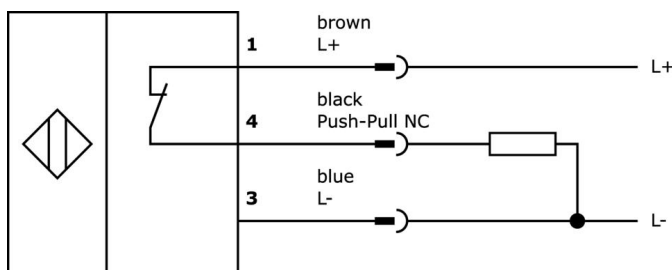 brown
1 L+
L+
black
4 Push-Pull NC
blue
3 L-
L-